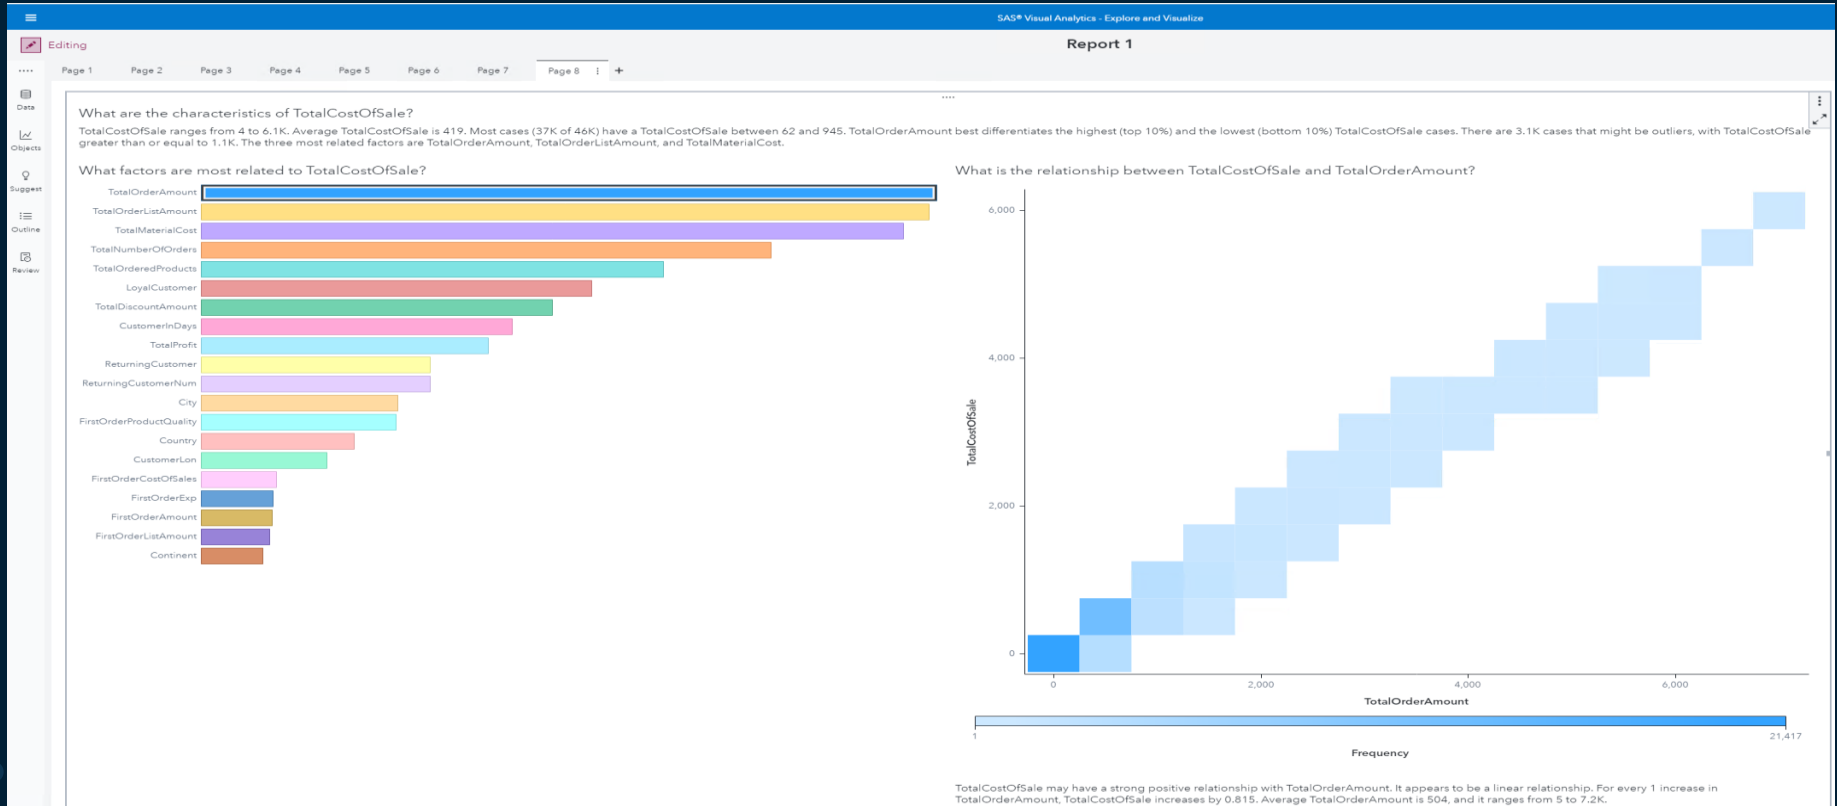 SAS® Visual Analytics - Explore and Visualize
Editing
Report 1
Page 1
Page 2
Page 3
Page 4
Page 5
Page 6
Page 7
Page 8
Data
Objects
Suggest
Outline
Review
What are the characteristics of TotalCostOfSale?
TotalCostOfSale ranges from 4 to 6.1K. Average TotalCostOfSale is 419. Most cases (37K of 46K) have a TotalCostOfSale between 62 and 945. TotalOrderAmount best differentiates the highest (top 10%) and the lowest (bottom 10%) TotalCostOfSale cases. There are 3.1K cases that might be outliers, with TotalCostOfSale
greater than or equal to 1.1K. The three most related factors are TotalOrderAmount, TotalOrderListAmount, and TotalMaterialCost.
What factors are most related to TotalCostOfSale?
TotalOrderAmount
TotalOrderListAmount
TotalMaterialCost
TotalNumberOfOrders
TotalOrderedProducts
LoyalCustomer
TotalDiscountAmount
CustomerInDays
TotalProfit
ReturningCustomer
ReturningCustomerNum
City
FirstOrderProductQuality
Country
CustomerLon
FirstOrderCostOfSales
FirstOrderExp
FirstOrderAmount
FirstOrderListAmount
Continent
What is the relationship between TotalCostOfSale and TotalOrderAmount?
TotalCostOfSale
6,000
4,000
2,000
0
0
2,000
4,000
6,000
TotalOrderAmount
1
21,417
Frequency
TotalCostOfSale may have a strong positive relationship with TotalOrderAmount. It appears to be a linear relationship. For every 1 increase in
TotalOrderAmount, TotalCostOfSale increases by 0.815. Average TotalOrderAmount is 504, and it ranges from 5 to 7.2K.